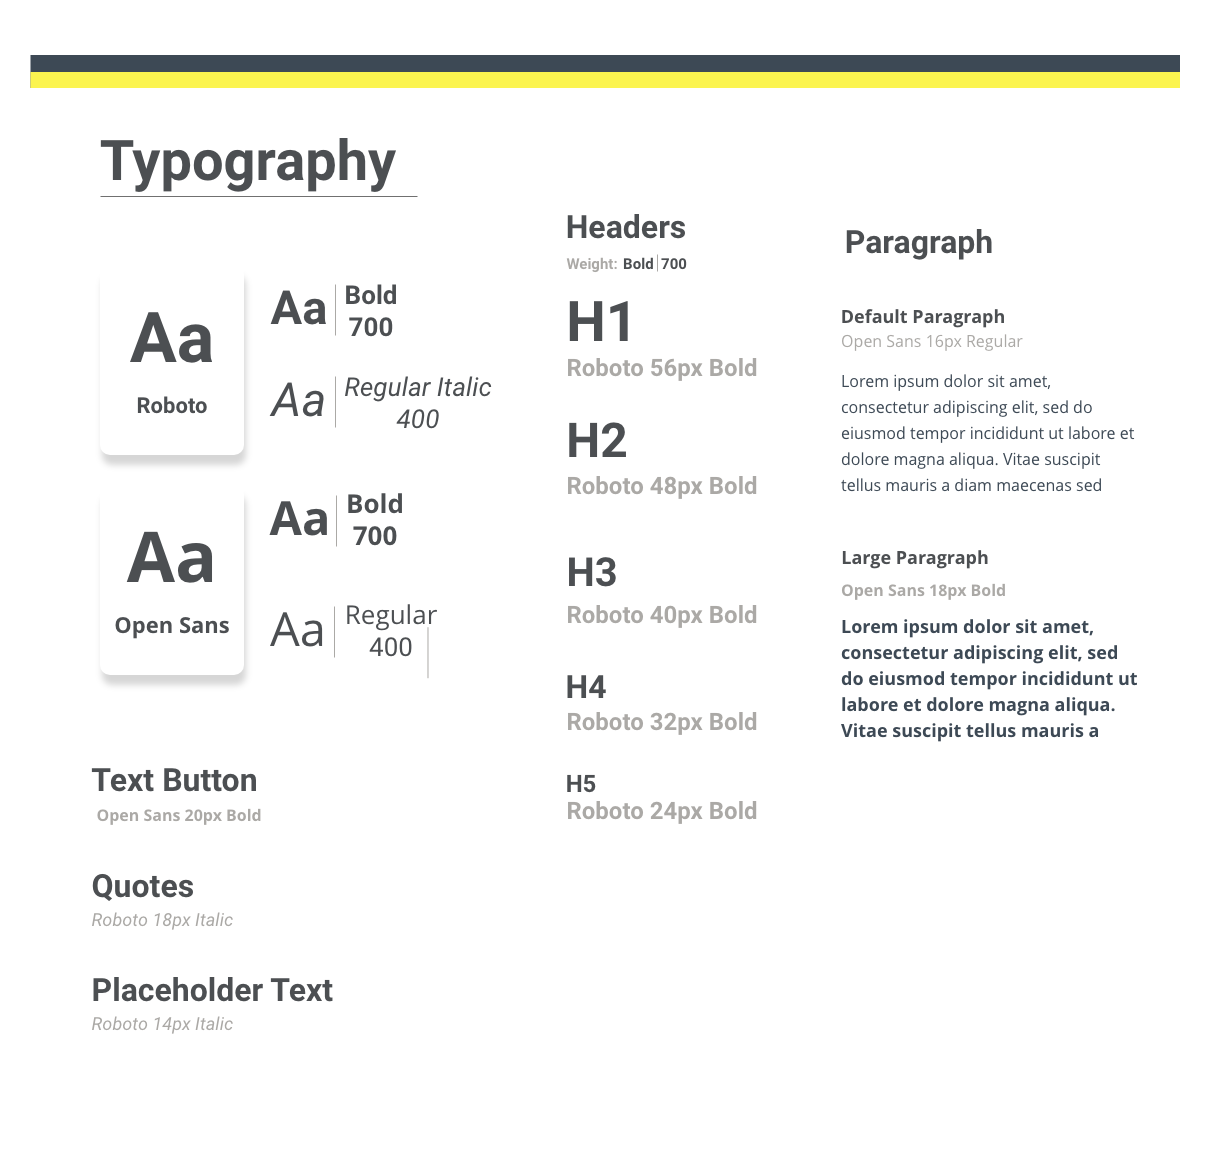 Typography
Aa
Roboto
Aa
Bold
700
Aa
Regular Italic
400
Aa
Open Sans
Aa
Bold
700
Aa
Regular
400
Text Button
Open Sans 20px Bold
Quotes
Roboto 18px Italic
Placeholder Text
Roboto 14px Italic
Headers
Weight: Bold 700
H1
Roboto 56px Bold
H2
Roboto 48px Bold
H3
Roboto 40px Bold
H4
Roboto 32px Bold
H5
Roboto 24px Bold
Paragraph
Default Paragraph
Open Sans 16px Regular
Lorem ipsum dolor sit amet,
consectetur adipiscing elit, sed do
eiusmod tempor incididunt ut labore et
dolore magna aliqua. Vitae suscipit
tellus mauris a diam maecenas sed
Large Paragraph
Open Sans 18px Bold
Lorem ipsum dolor sit amet,
consectetur adipiscing elit, sed
do eiusmod tempor incididunt ut
labore et dolore magna aliqua.
Vitae suscipit tellus mauris a